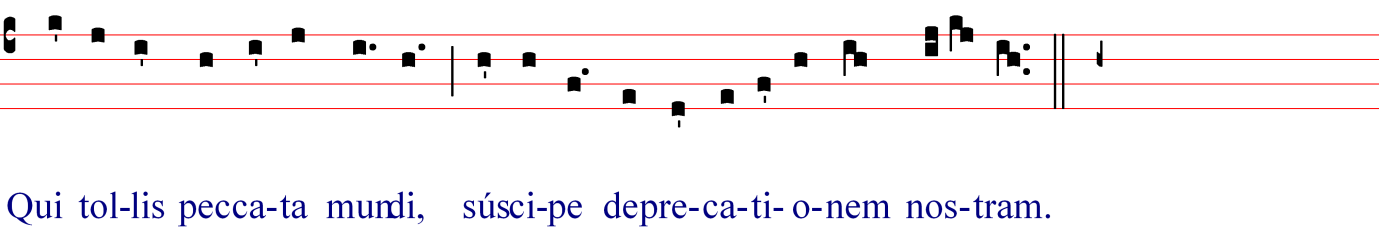 Qui tol-lis pecca-ta mundi, súsci-pe depre-ca-ti-o-nem nos-tram.